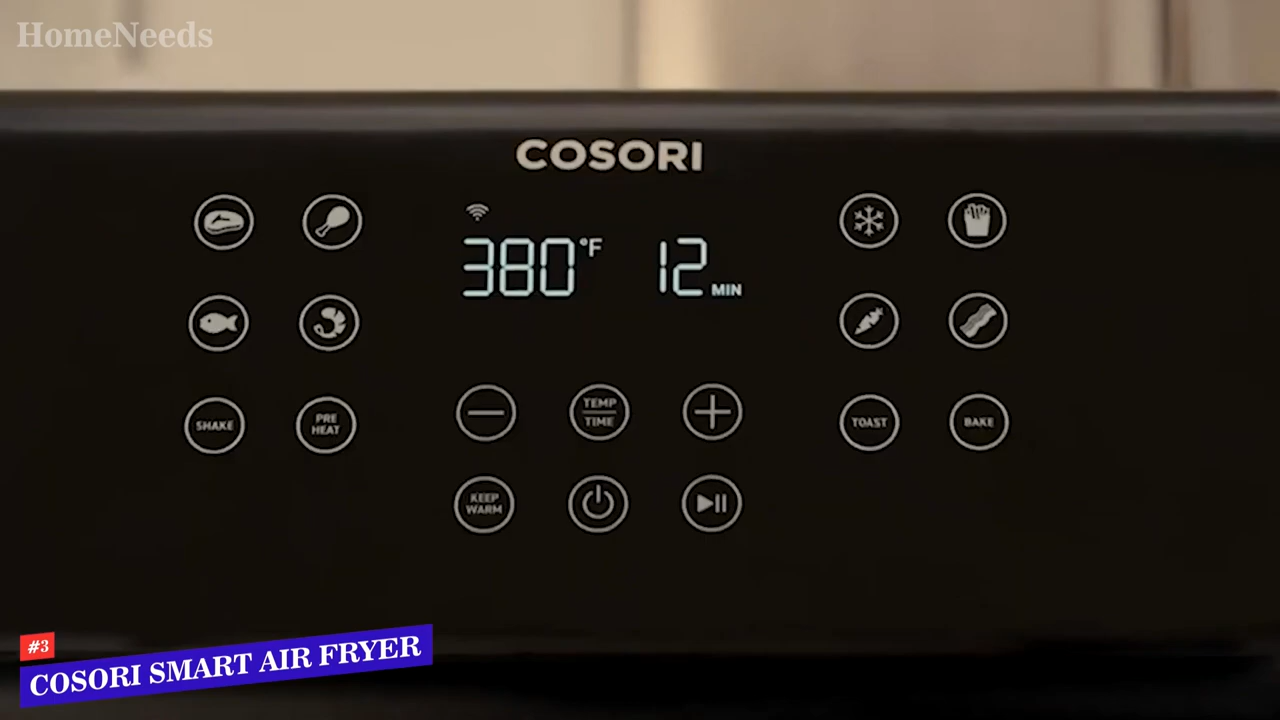 HomeNeeds
COSORI
380°F 12 MIN
SHAKE
PRE
HEAT
TEMP
TIME
TOAST
BAKE
KEEP
WARM
#3
COSORI SMART AIR FRYER